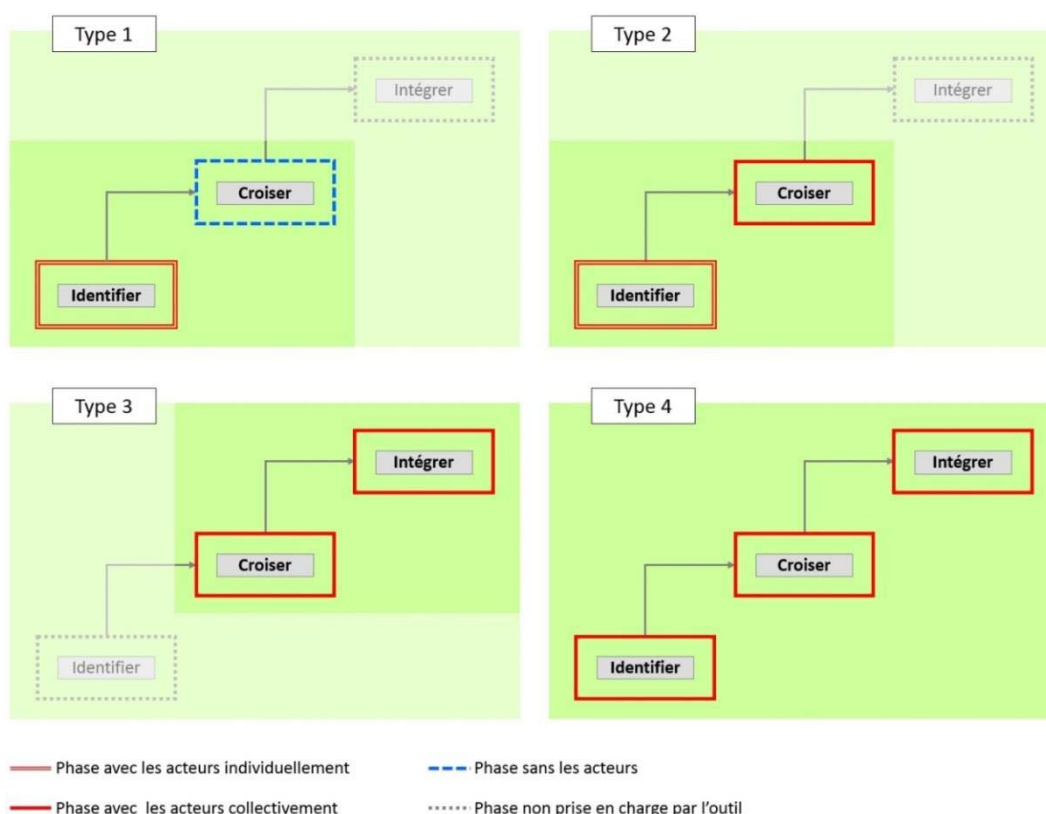 Type 1
Intégrer
Croiser
Identifier
Type 2
Intégrer
Croiser
Identifier
Type 3
Intégrer
Croiser
Identifier
Type 4
Intégrer
Croiser
Identifier
Phase avec les acteurs individuellement
Phase sans les acteurs
Phase avec  les acteurs collectivement
Phase non prise en charge par l'outil